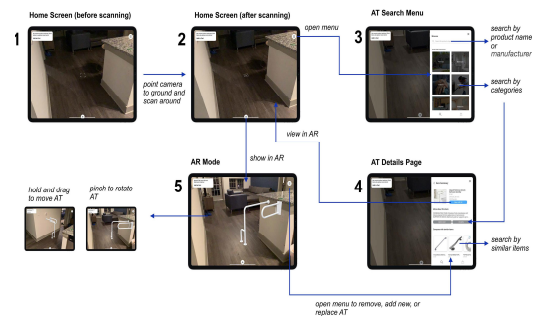 Home Screen (before scanning)
Home Screen (after scanning)
AT Search Menu
1
2
3
open menu
search by
product name
or
manufacturer
search by
categories
point camera
to ground and
scan around
view in AR
show in AR
AR Mode
AT Details Page
5
4
hold and drag
to move AT
pinch to rotate
AT
search by
similar items
open menu to remove, add new, or
replace AT